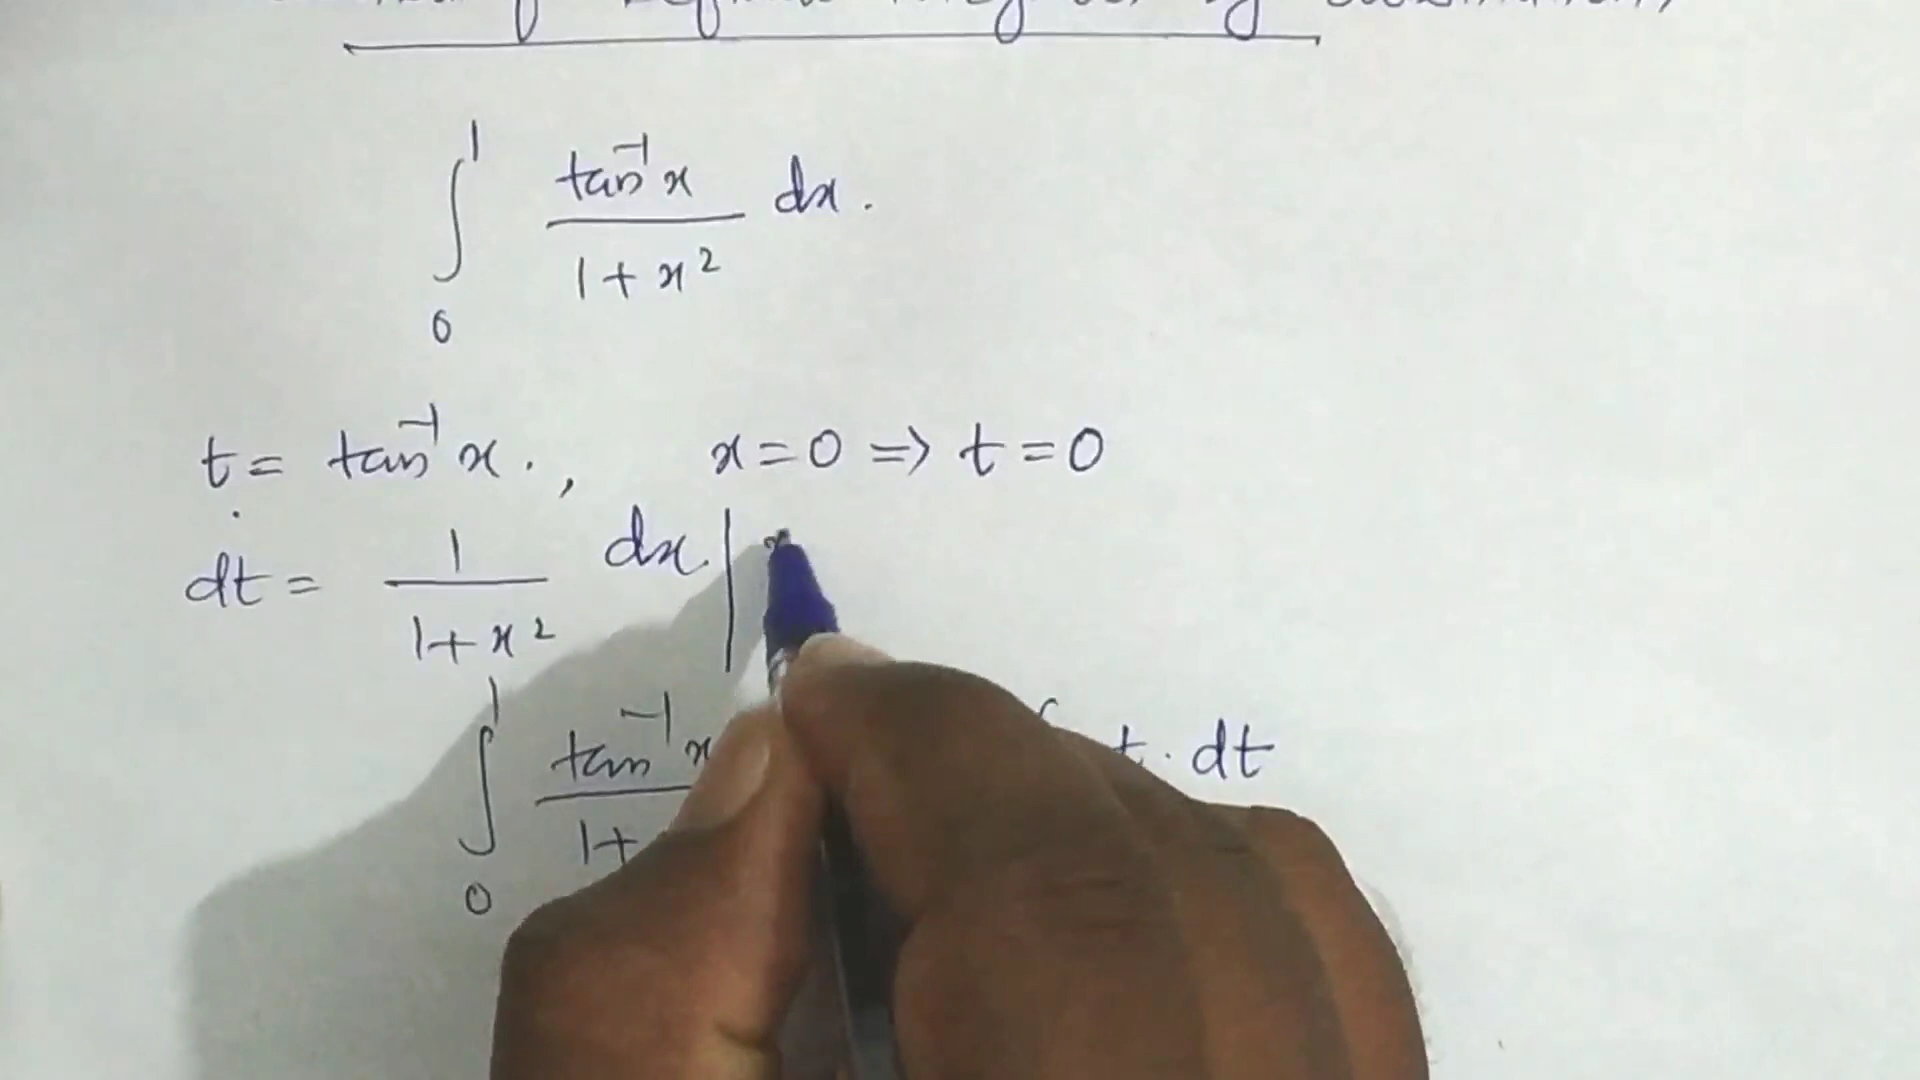 ∫₀¹ tan⁻¹x / 1+x² dx.
t = tan⁻¹x . , x=0 ⇒ t=0
dt = 1 / 1+x² dx |
∫₀¹ tan⁻¹x / 1+ t. dt